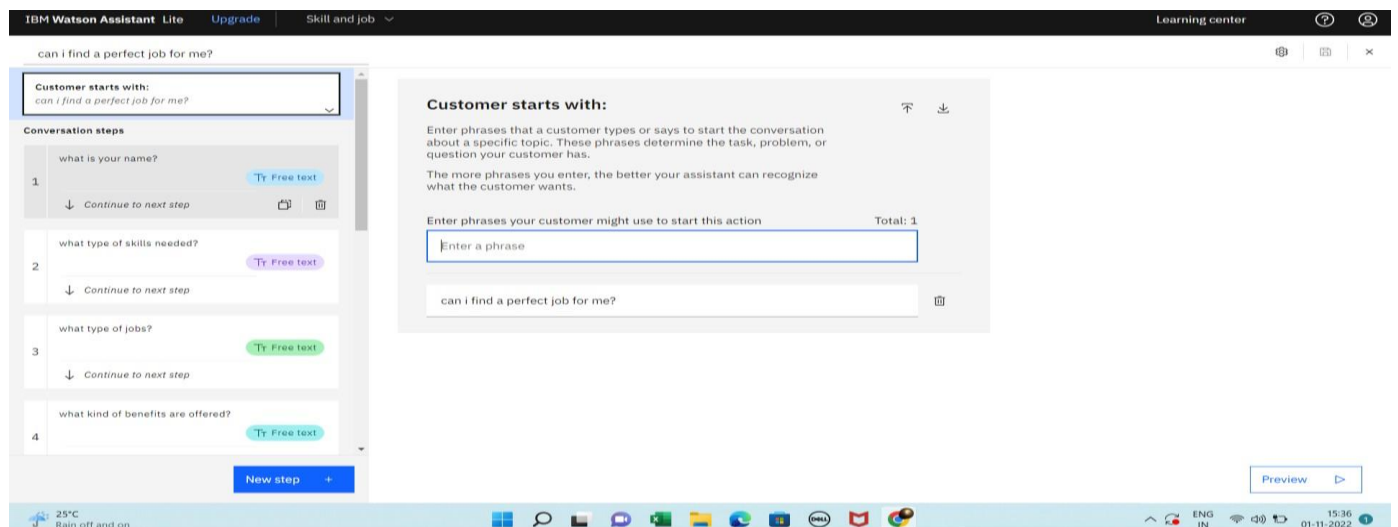 IBM Watson Assistant Lite Upgrade Skill and job Learning center
can i find a perfect job for me?
Customer starts with:
can i find a perfect job for me?
Conversation steps
1
what is your name?
Tт Free text
Continue to next step
2
what type of skills needed?
Tт Free text
Continue to next step
3
what type of jobs?
Tт Free text
Continue to next step
4
what kind of benefits are offered?
Tт Free text
New step +
Customer starts with:
Enter phrases that a customer types or says to start the conversation
about a specific topic. These phrases determine the task, problem, or
question your customer has.
The more phrases you enter, the better your assistant can recognize
what the customer wants.
Enter phrases your customer might use to start this action Total: 1
Enter a phrase
can i find a perfect job for me?
Preview
25°C
Rain off and on
DELL
ENG
IN
15:36
01-11-2022
1